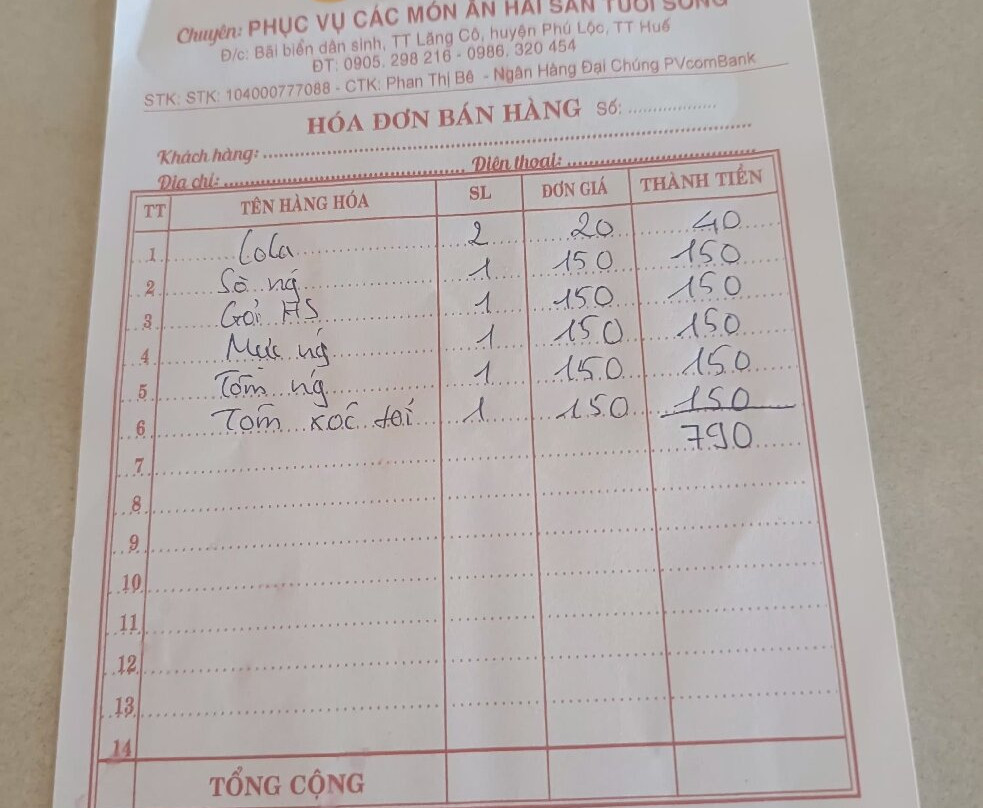 Chuyên: PHỤC VỤ CÁC MÓN ĂN HẢI SẢN TƯƠI SỐNG
Đ/c: Bãi biển dân sinh, TT Lăng Cô, huyện Phú Lộc, TT Huế
ĐT: 0905. 298 216 - 0986. 320 454
STK: STK: 104000777088 - CTK: Phan Thị Bê - Ngân Hàng Đại Chúng PVcomBank
HÓA ĐƠN BÁN HÀNG Số:
Khách hàng:
Địa chỉ: Điện thoại:
TT TÊN HÀNG HÓA SL ĐƠN GIÁ THÀNH TIỀN
1 Cola 2 20 40
2 Sò ng 1 150 150
3 Gỏi HS 1 150 150
4 Mực ng 1 150 150
5 Tôm ng 1 150 150
6 Tôm xóc tỏi 1 150 150
7 790
8
9
10
11
12
13
14
TỔNG CỘNG